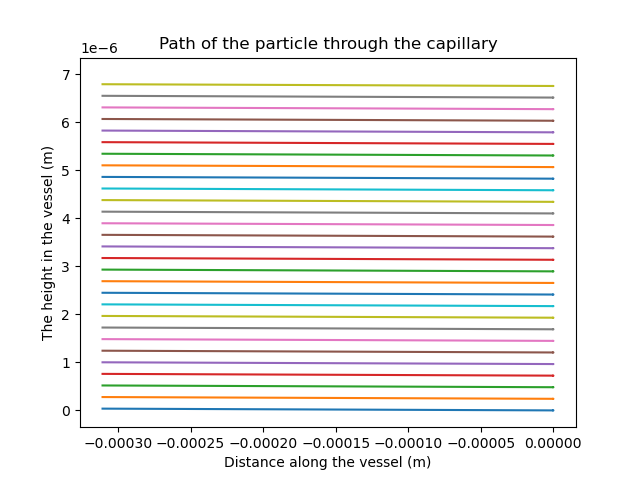 Path of the particle through the capillary
1e−6
7
6
5
4
3
2
1
0
The height in the vessel (m)
−0.00030 −0.00025 −0.00020 −0.00015 −0.00010 −0.00005 0.00000
Distance along the vessel (m)